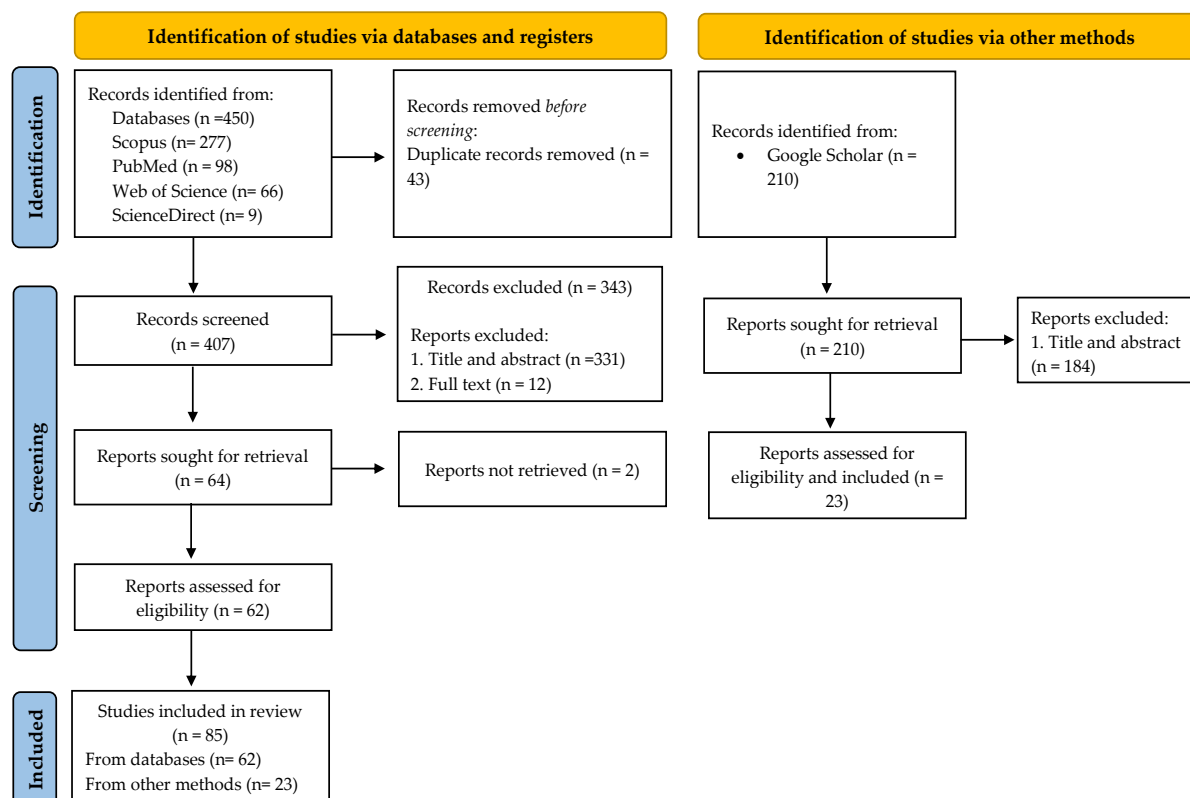 Identification of studies via databases and registers
Identification of studies via other methods
Identification
Records identified from:
Databases (n =450)
Scopus (n= 277)
PubMed (n = 98)
Web of Science (n= 66)
ScienceDirect (n= 9)
Records removed before
screening:
Duplicate records removed (n =
43)
Records identified from:
• Google Scholar (n =
210)
Screening
Records screened
(n = 407)
Records excluded (n = 343)
Reports excluded:
1. Title and abstract (n =331)
2. Full text (n = 12)
Reports sought for retrieval
(n = 210)
Reports excluded:
1. Title and abstract
(n = 184)
Reports sought for retrieval
(n = 64)
Reports not retrieved (n = 2)
Reports assessed for
eligibility and included (n =
23)
Reports assessed for
eligibility (n = 62)
Included
Studies included in review
(n = 85)
From databases (n= 62)
From other methods (n= 23)